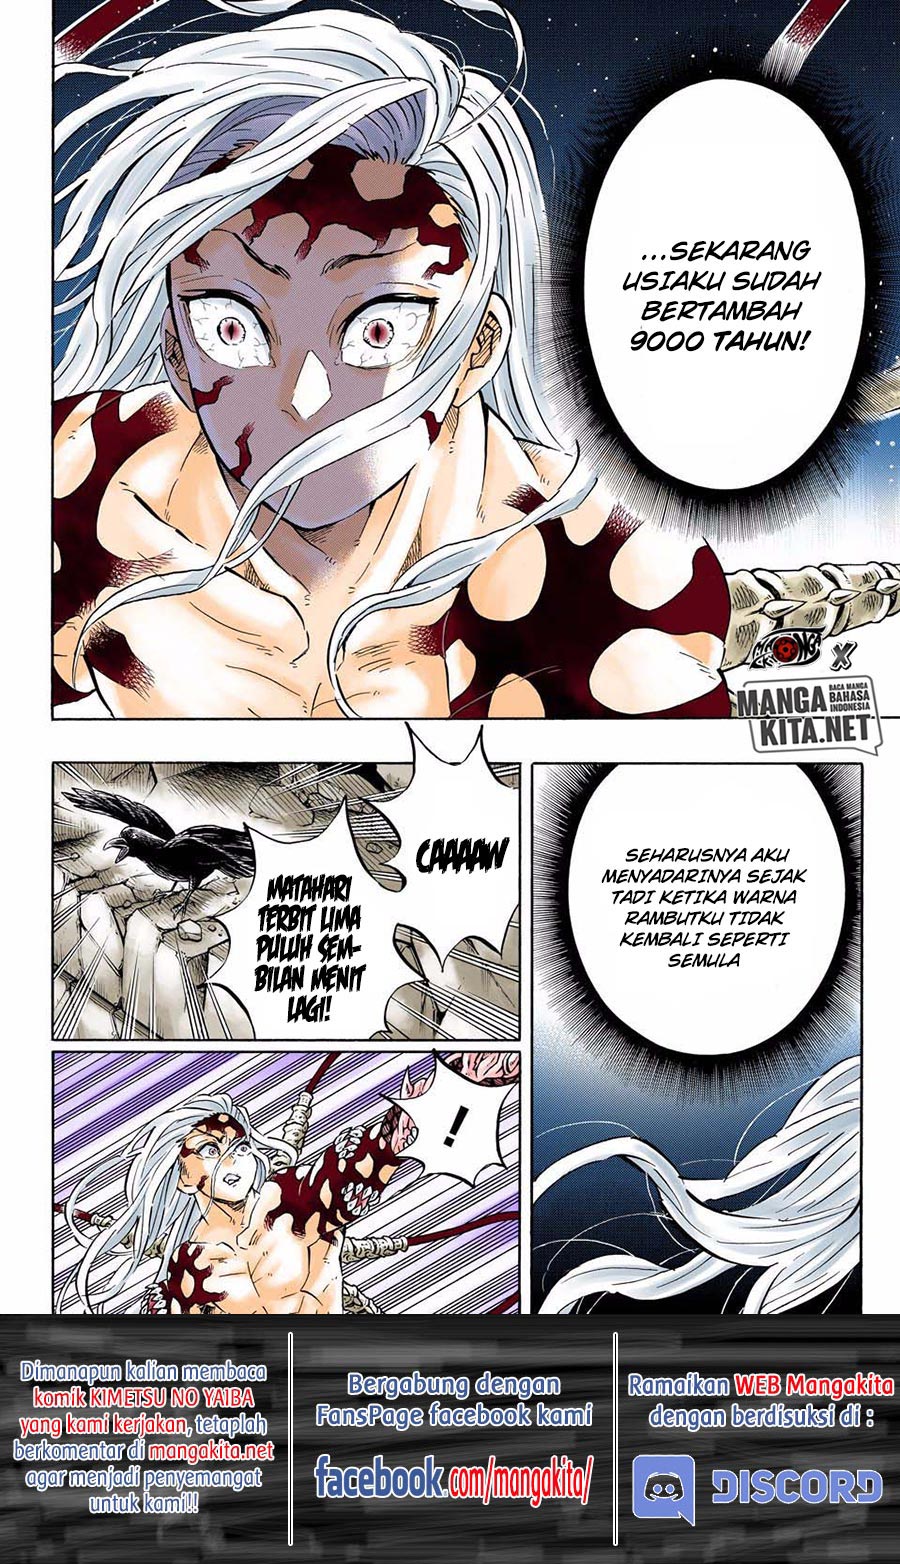 ...SEKARANG
USIAKU SUDAH
BERTAMBAH
9000 TAHUN!
X
MANGA
KITA.NET
BACA MANGA
BAHASA
INDONESIA
SEHARUSNYA AKU
MENYADARINYA SEJAK
TADI KETIKA WARNA
RAMBUTKU TIDAK
KEMBALI SEPERTI
SEMULA
CAAAAW
MATAHARI
TERBIT LIMA
PULUH SEM-
BILAN MENIT
LAGI!
!
Dimanapun kalian membaca
komik KIMETSU NO YAIBA
yang kami kerjakan, tetaplah
berkomentar di mangakita.net
agar menjadi penyemangat
untuk kami!!
Bergabung dengan
FansPage facebook kami
facebook.com/mangakita/
Ramaikan WEB Mangakita
dengan berdisuksi di :
DISCORD